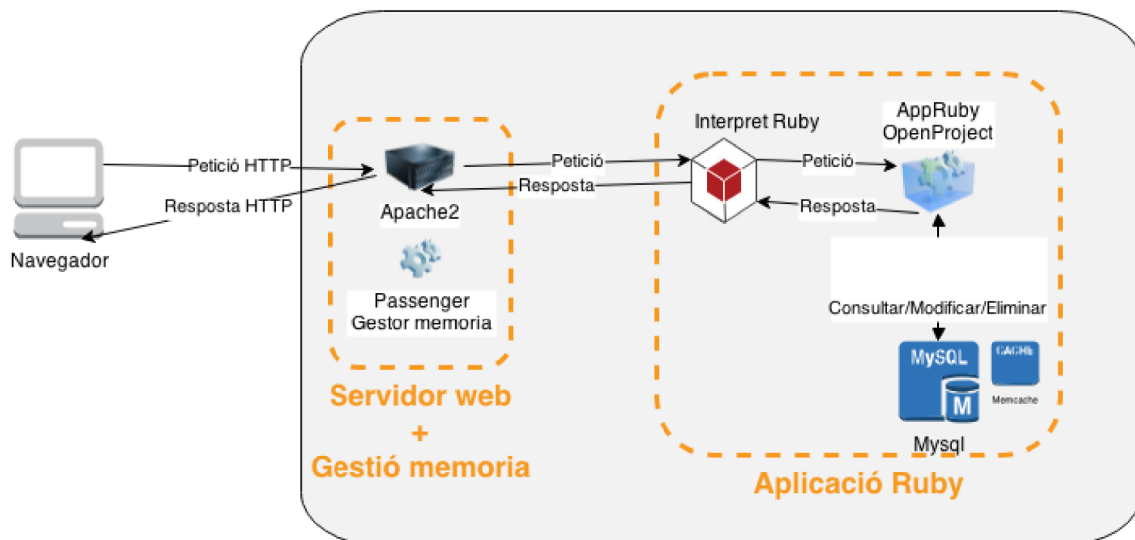 Petició HTTP
Resposta HTTP
Navegador
Apache2
Passenger
Gestor memoria
Servidor web
+
Gestió memoria
Petició
Resposta
Interpret Ruby
Petició
Resposta
AppRuby
OpenProject
Consultar/Modificar/Eliminar
MySQL
M
CACHE
Memcache
Mysql
Aplicació Ruby